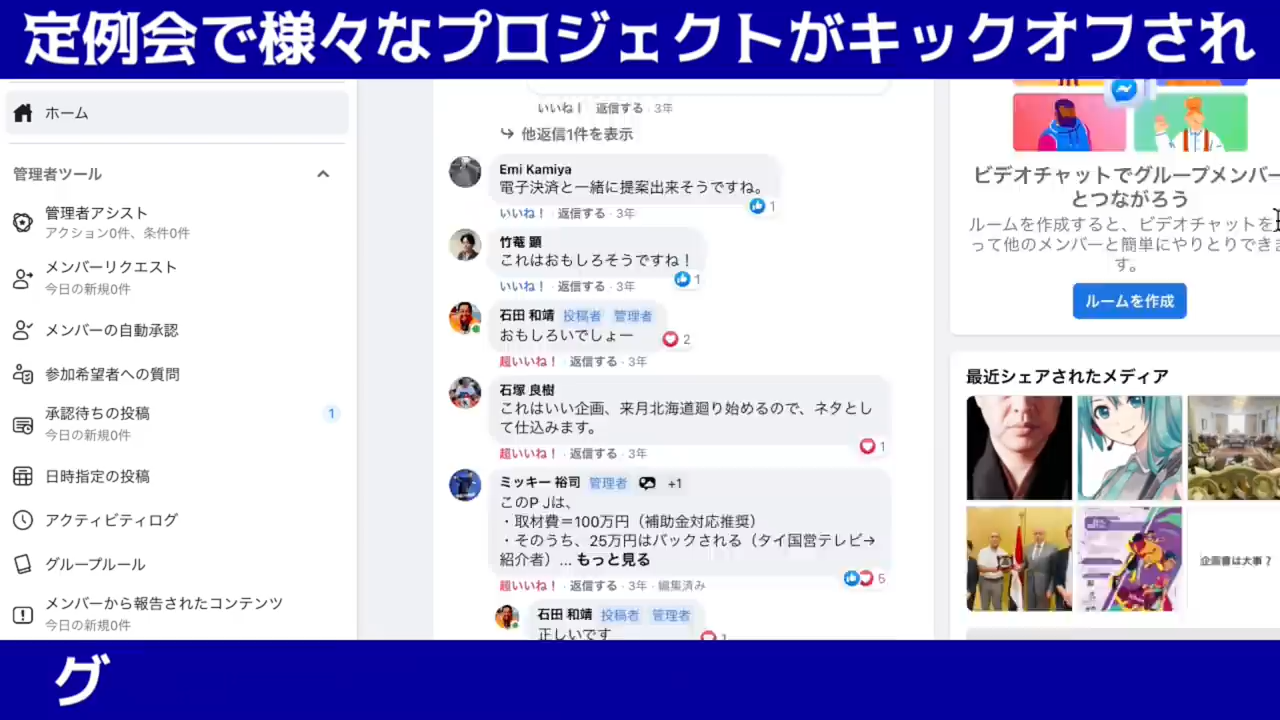 定例会で様々なプロジェクトがキックオフされ
ホーム
管理者ツール
管理者アシスト
アクション0件、条件0件
メンバーリクエスト
今日の新規0件
メンバーの自動承認
参加希望者への質問
承認待ちの投稿
1
今日の新規0件
日時指定の投稿
アクティビティログ
グループルール
メンバーから報告されたコンテンツ
今日の新規0件
いいね！ 返信する · 3年
他返信1件を表示
Emi Kamiya
電子決済と一緒に提案出来そうですね。
1
いいね！ · 返信する · 3年
竹菴 顕
これはおもしろそうですね！
1
いいね！ · 返信する · 3年
石田 和靖 投稿者 管理者
おもしろいでしょー
2
超いいね！ · 返信する · 3年
石塚 良樹
これはいい企画、来月北海道廻り始めるので、ネタとし
て仕込みます。
1
超いいね！ · 返信する · 3年
ミッキー 裕司 管理者 +1
このPJは、
・取材費＝100万円（補助金対応推奨）
・そのうち、25万円はバックされる（タイ国営テレビ→
紹介者）... もっと見る
5
超いいね！ · 返信する · 3年 · 編集済み
石田 和靖 投稿者 管理者
正しいです
1
ビデオチャットでグループメンバー
とつながろう
ルームを作成すると、ビデオチャットを
って他のメンバーと簡単にやりとりできま
す。
ルームを作成
最近シェアされたメディア
企画書は大事？
グ